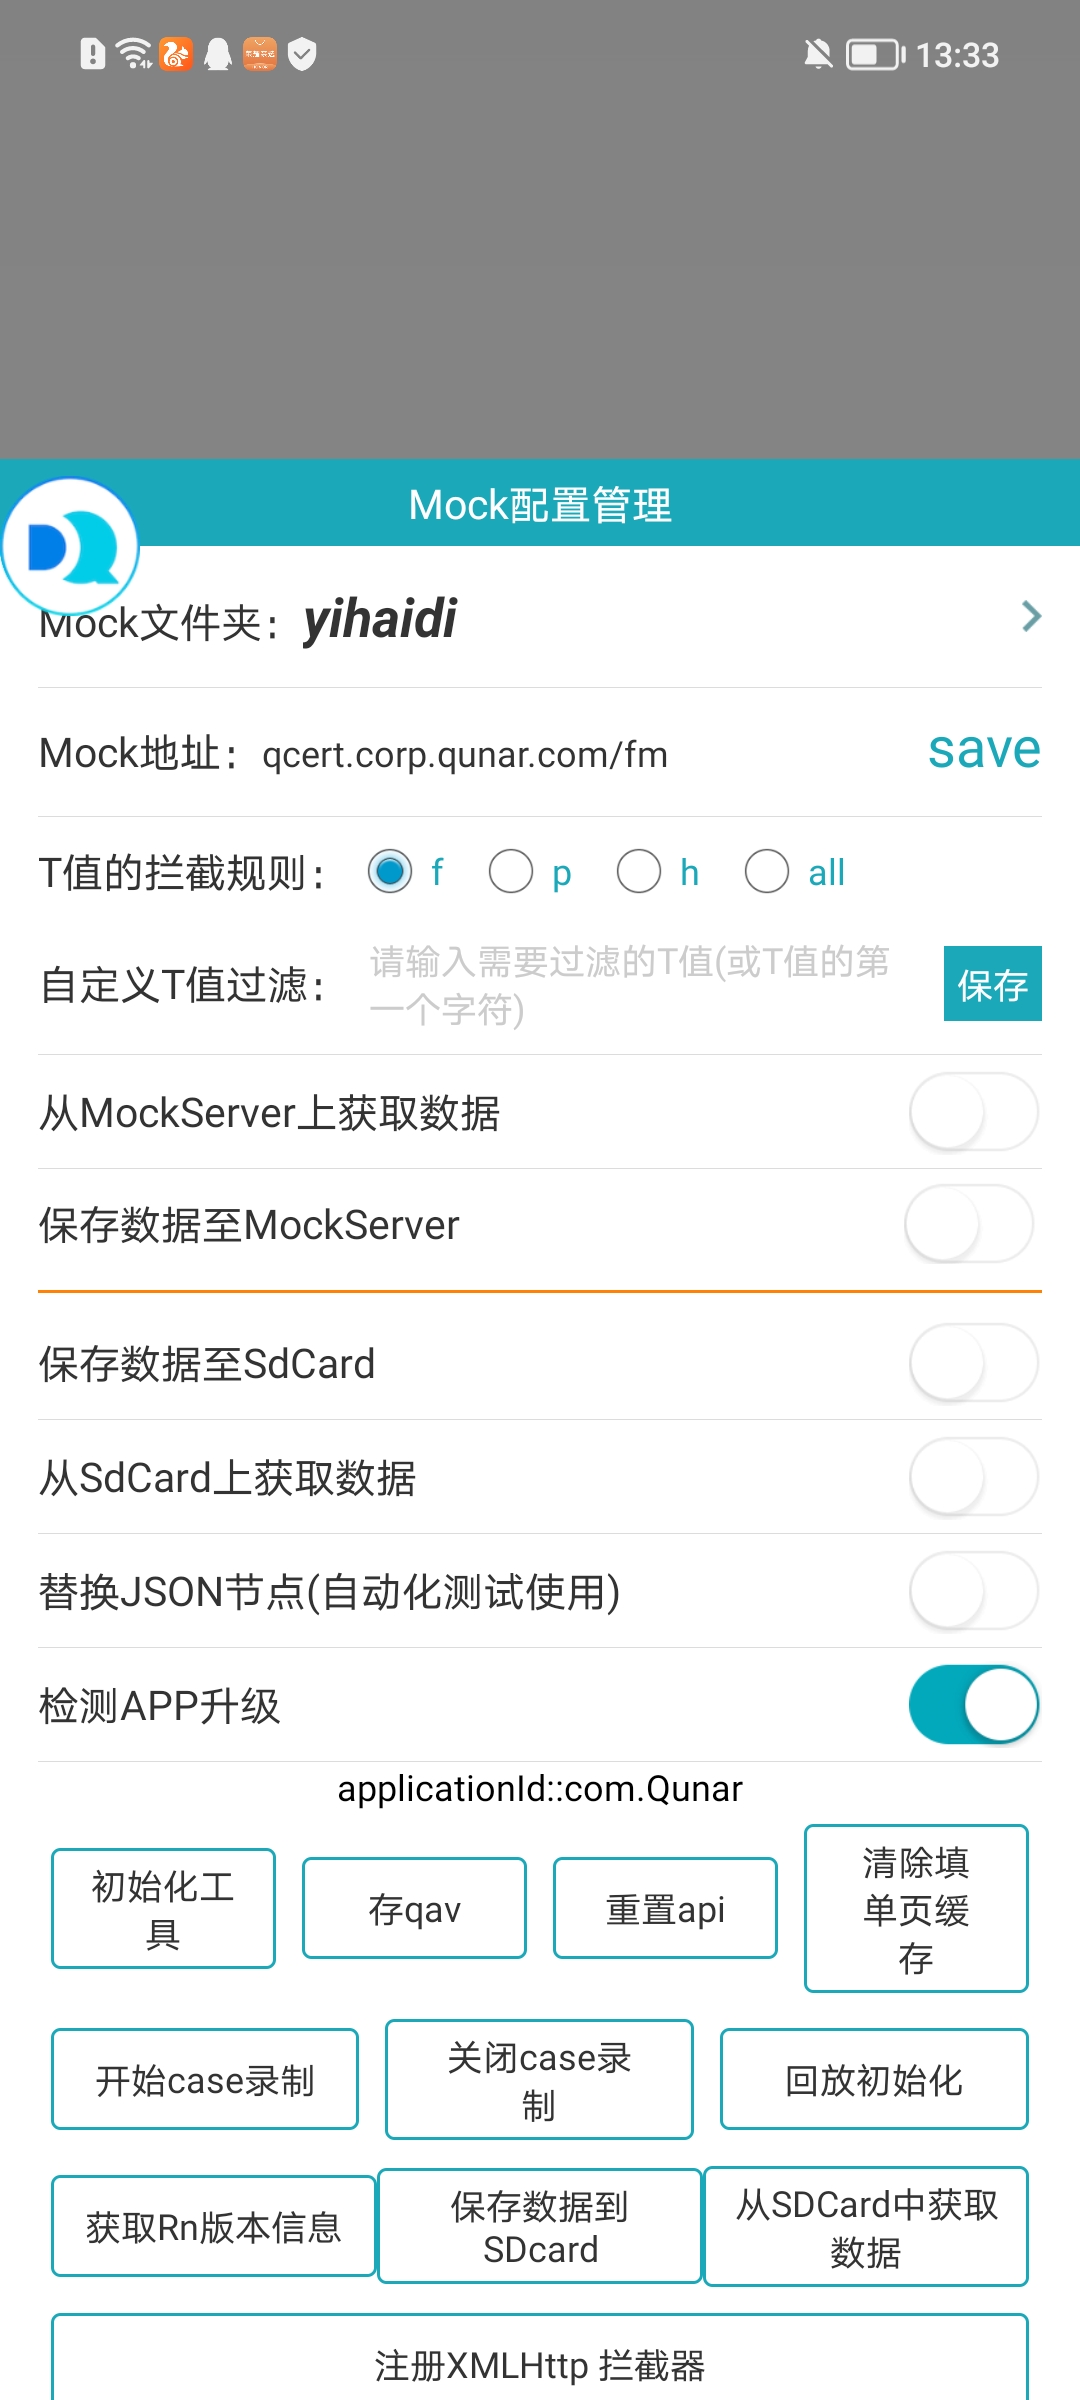 13:33
Mock配置管理
Mock文件夹：yihaidi
Mock地址：qcert.corp.qunar.com/fm save
T值的拦截规则： f p h all
自定义T值过滤： 请输入需要过滤的T值(或T值的第
一个字符)
保存
从MockServer上获取数据
保存数据至MockServer
保存数据至SdCard
从SdCard上获取数据
替换JSON节点(自动化测试使用)
检测APP升级
applicationId::com.Qunar
初始化工
具
存qav
重置api
清除填
单页缓
存
开始case录制
关闭case录
制
回放初始化
获取Rn版本信息
保存数据到
SDcard
从SDCard中获取
数据
注册XMLHttp 拦截器